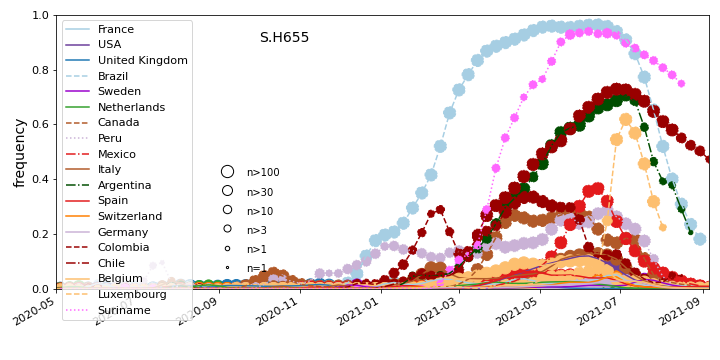 S.H655
frequency
1.0
0.8
0.6
0.4
0.2
0.0
France
USA
United Kingdom
Brazil
Sweden
Netherlands
Canada
Peru
Mexico
Italy
Argentina
Spain
Switzerland
Germany
Colombia
Chile
Belgium
Luxembourg
Suriname
n>100
n>30
n>10
n>3
n>1
n=1
2020-05
2020-09
2020-11
2021-01
2021-03
2021-05
2021-07
2021-09